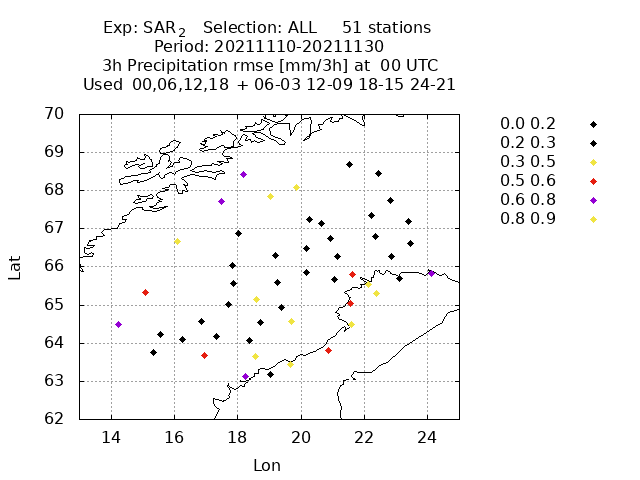 Exp: SAR2 Selection: ALL 51 stations
Period: 20211110-20211130
3h Precipitation rmse [mm/3h] at 00 UTC
Used 00,06,12,18 + 06-03 12-09 18-15 24-21
70
69
68
67
66
65
64
63
62
Lat
14 16 18 20 22 24
Lon
0.0 0.2
0.2 0.3
0.3 0.5
0.5 0.6
0.6 0.8
0.8 0.9